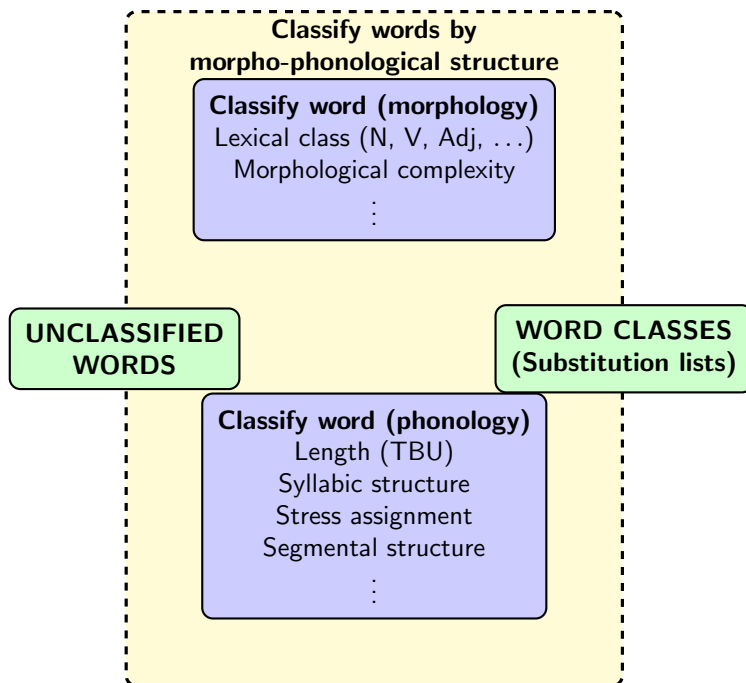 Classify words by
morpho-phonological structure
Classify word (morphology)
Lexical class (N, V, Adj, ...)
Morphological complexity
⋮
UNCLASSIFIED
WORDS
WORD CLASSES
(Substitution lists)
Classify word (phonology)
Length (TBU)
Syllabic structure
Stress assignment
Segmental structure
⋮